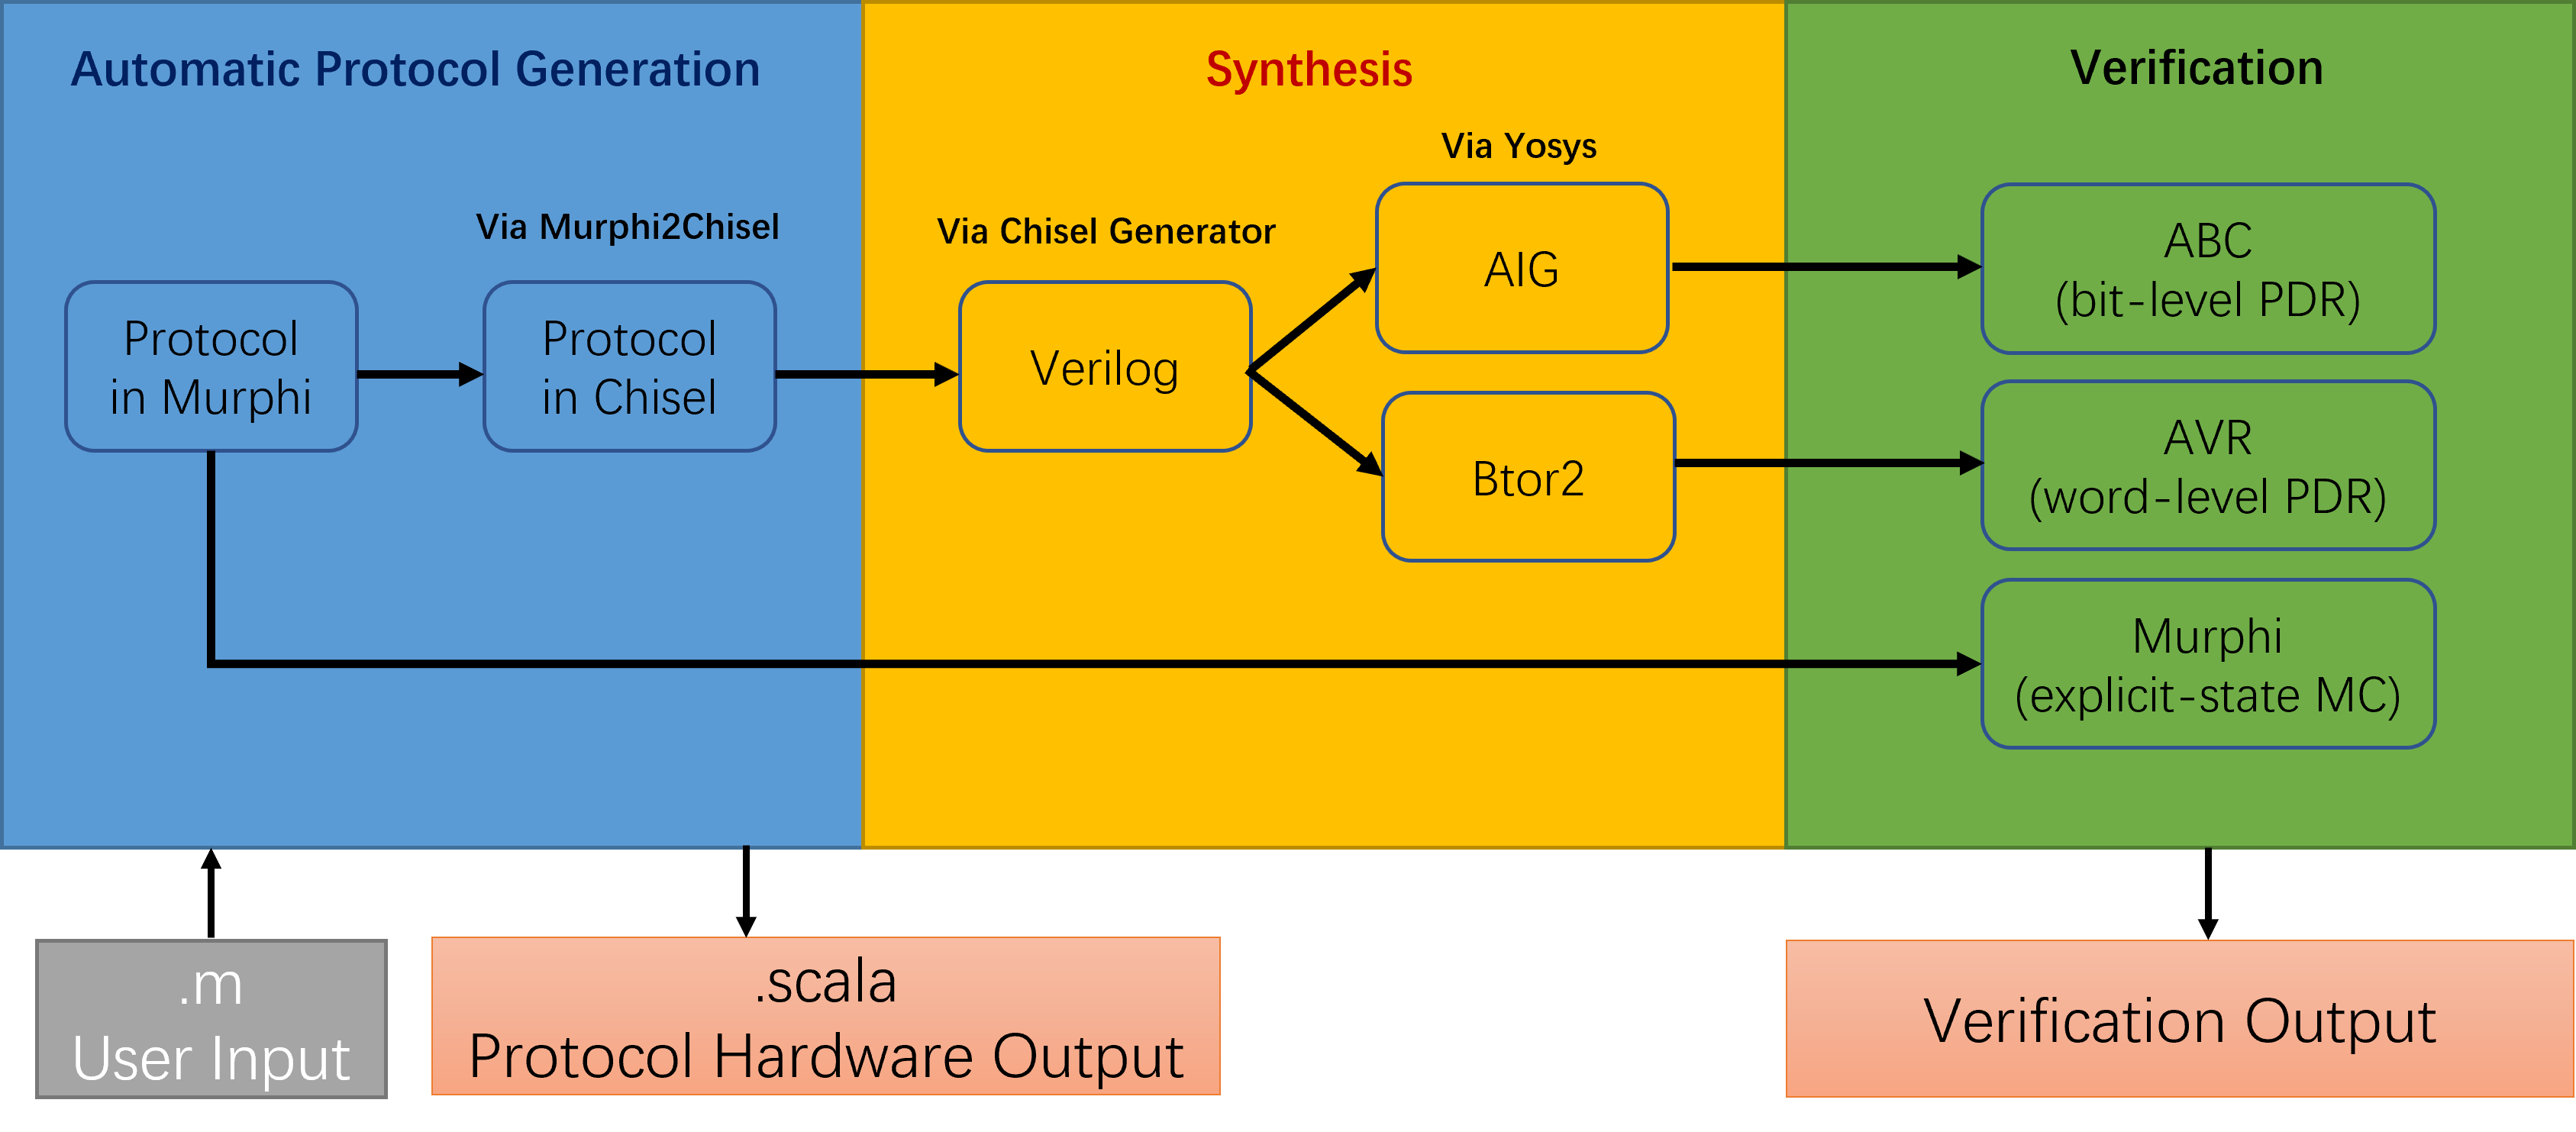 Automatic Protocol Generation
Synthesis
Verification
Via Murphi2Chisel
Protocol
in Murphi
Protocol
in Chisel
Via Chisel Generator
Verilog
Via Yosys
AIG
Btor2
ABC
(bit-level PDR)
AVR
(word-level PDR)
Murphi
(explicit-state MC)
.m
User Input
.scala
Protocol Hardware Output
Verification Output